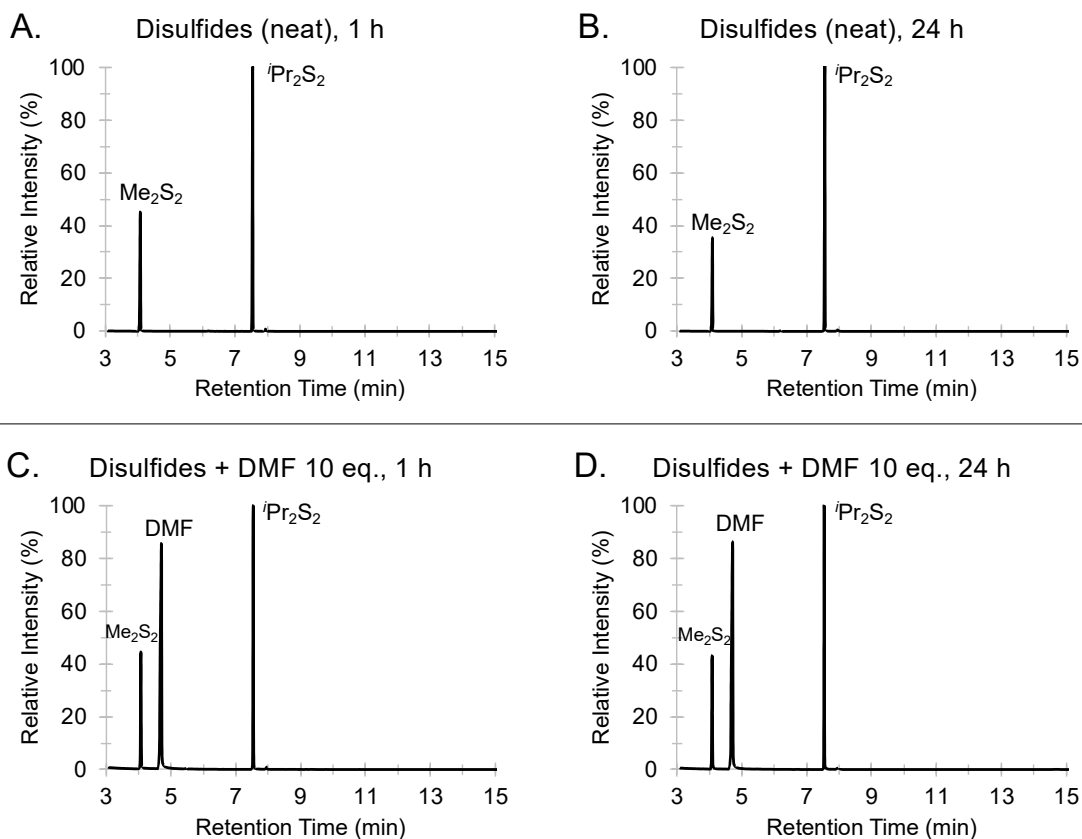 A. Disulfides (neat), 1 h
100
80
60
40
20
0
Relative Intensity (%)
Me₂S₂
ⁱPr₂S₂
3 5 7 9 11 13 15
Retention Time (min)
B. Disulfides (neat), 24 h
100
80
60
40
20
0
Relative Intensity (%)
Me₂S₂
ⁱPr₂S₂
3 5 7 9 11 13 15
Retention Time (min)
C. Disulfides + DMF 10 eq., 1 h
100
80
60
40
20
0
Relative Intensity (%)
Me₂S₂
DMF
ⁱPr₂S₂
3 5 7 9 11 13 15
Retention Time (min)
D. Disulfides + DMF 10 eq., 24 h
100
80
60
40
20
0
Relative Intensity (%)
Me₂S₂
DMF
ⁱPr₂S₂
3 5 7 9 11 13 15
Retention Time (min)